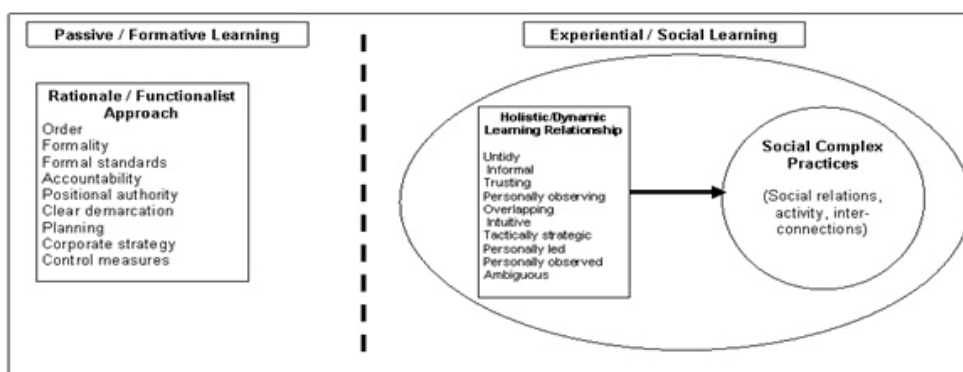 Passive / Formative Learning
Rationale / Functionalist
Approach
Order
Formality
Formal standards
Accountability
Positional authority
Clear demarcation
Planning
Corporate strategy
Control measures
Experiential / Social Learning
Holistic/Dynamic
Learning Relationship
Untidy
Informal
Trusting
Personally observing
Overlapping
Intuitive
Tactically strategic
Personally led
Personally observed
Ambiguous
Social Complex
Practices
(Social relations,
activity, inter-
connections)